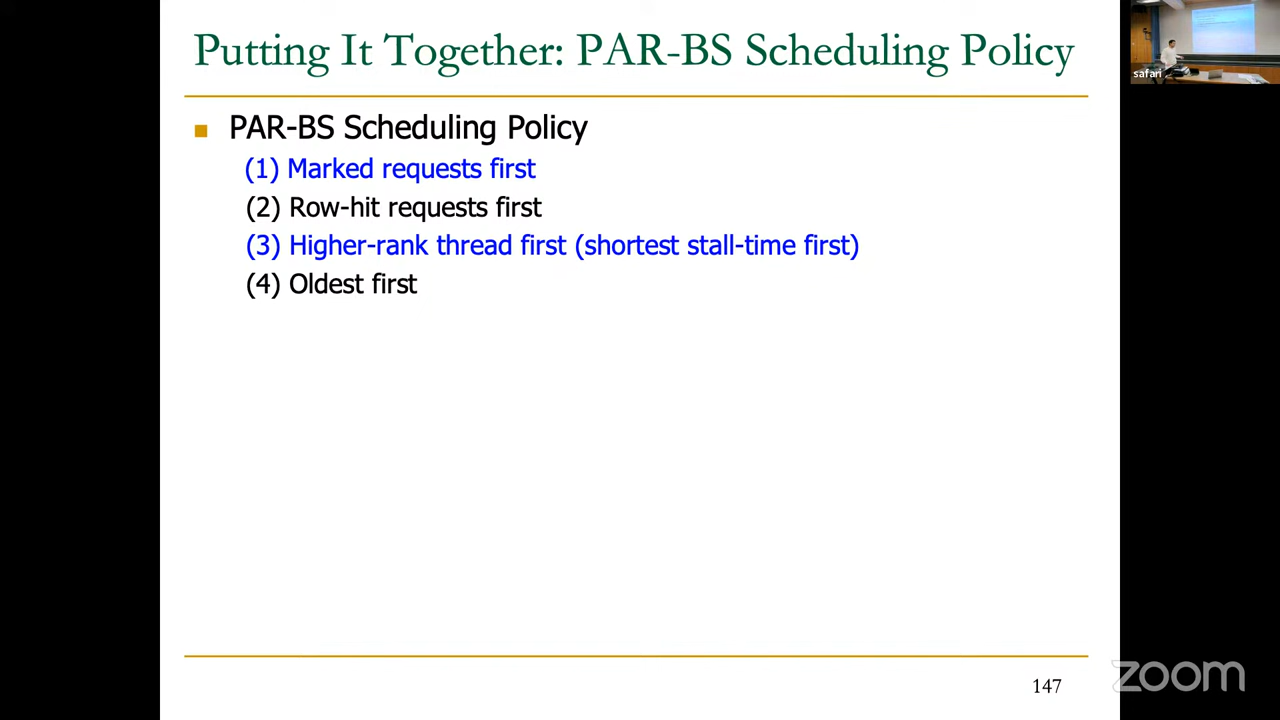 Putting It Together: PAR-BS Scheduling Policy
safari
PAR-BS Scheduling Policy
(1) Marked requests first
(2) Row-hit requests first
(3) Higher-rank thread first (shortest stall-time first)
(4) Oldest first
147
zoom